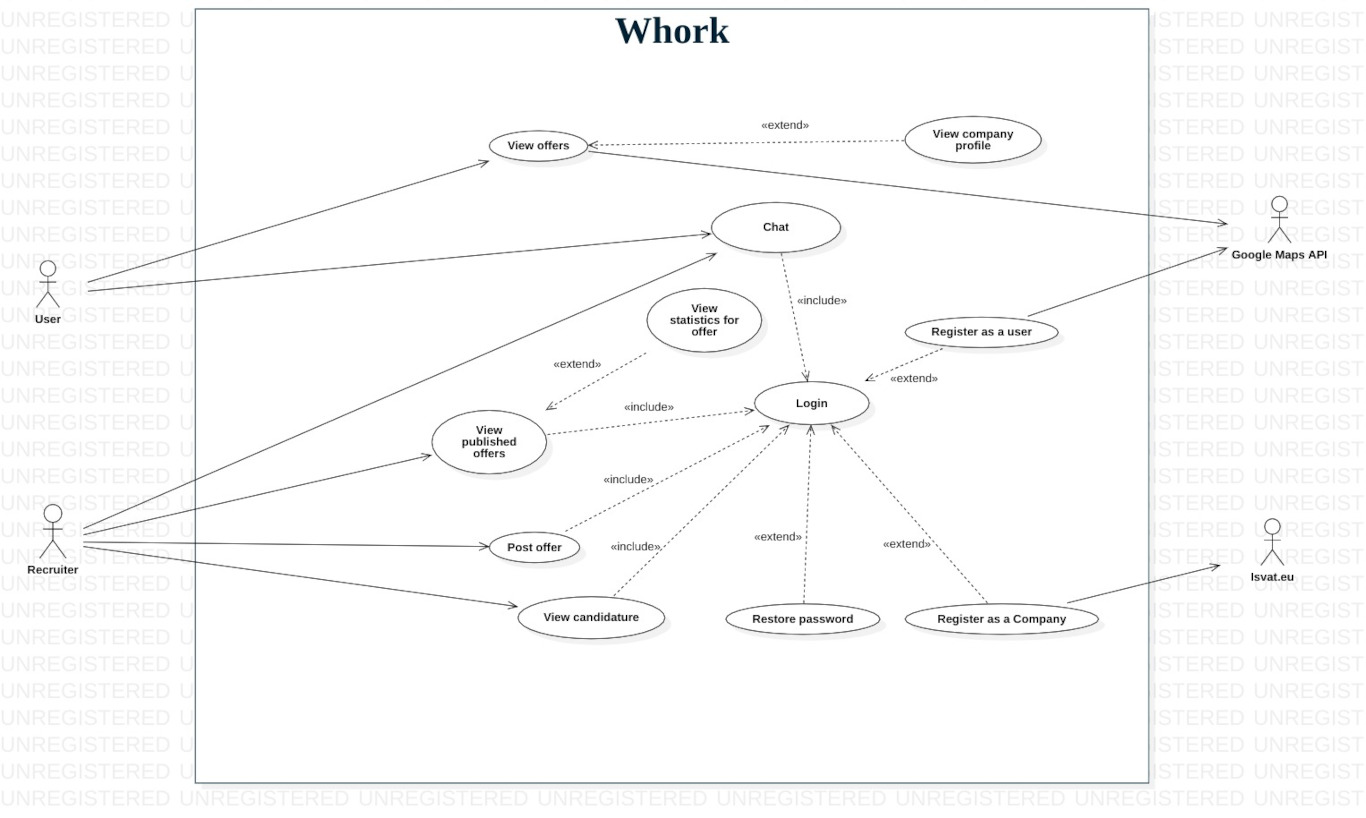 Whork
«extend»
View company
profile
View offers
Chat
Google Maps API
User
View
statistics for
offer
«include»
Register as a user
«extend»
«extend»
Login
«include»
View
published
offers
«include»
Recruiter
Post offer
«include»
«extend»
«extend»
Isvat.eu
View candidature
Restore password
Register as a Company
UNREGISTERED UNREGISTERED UNREGISTERED UNREGISTERED UNREGISTERED UNREGISTERED UNREGISTERED UNREGIST